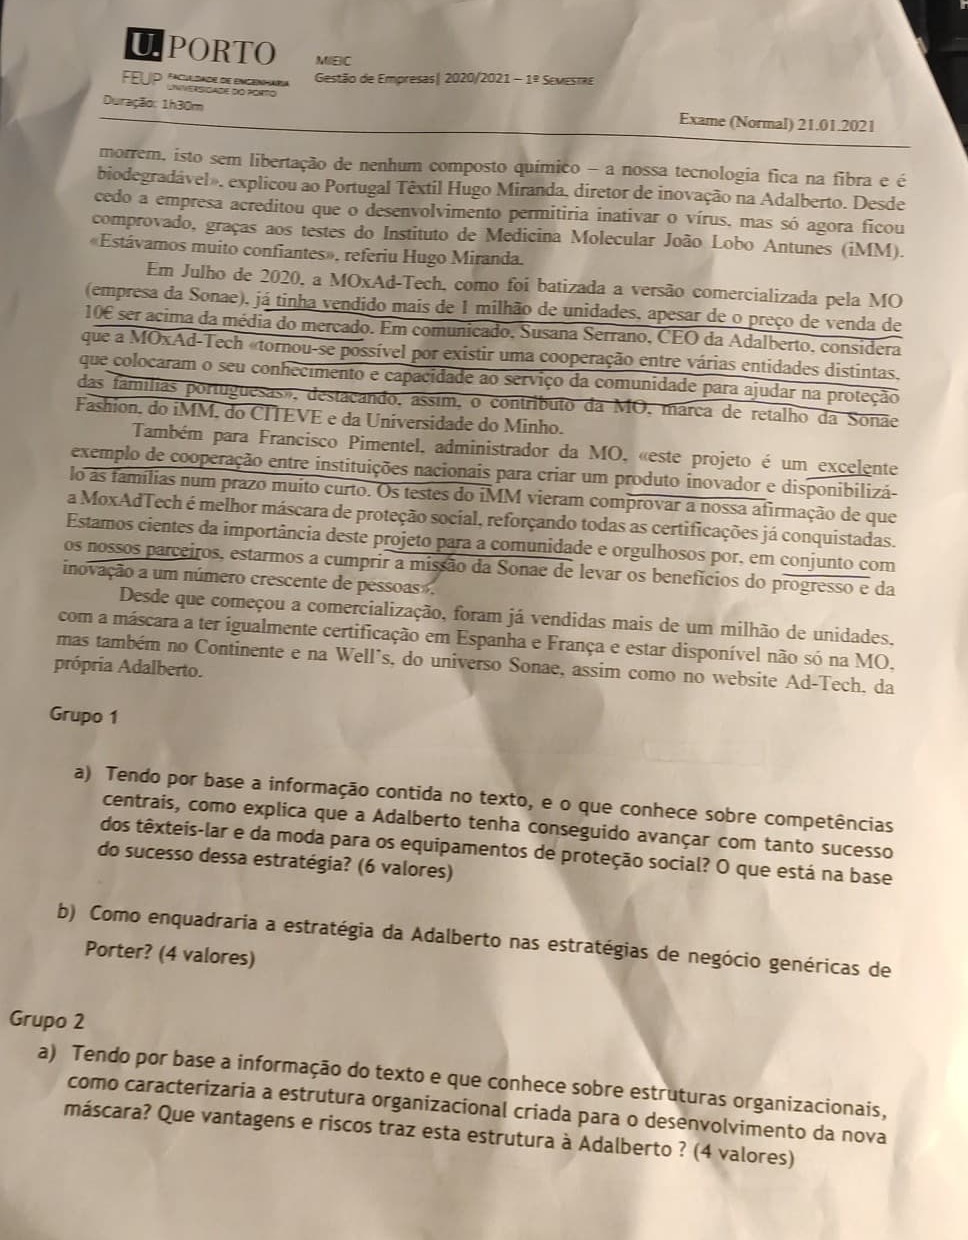 U. PORTO
FEUP FACULDADE DE ENGENHARIA
UNIVERSIDADE DO PORTO
MIEIC
Gestão de Empresas| 2020/2021 – 1º SEMESTRE
Duração: 1h30m
Exame (Normal) 21.01.2021
morrem, isto sem libertação de nenhum composto químico – a nossa tecnologia fica na fibra e é
biodegradável», explicou ao Portugal Têxtil Hugo Miranda, diretor de inovação na Adalberto. Desde
cedo a empresa acreditou que o desenvolvimento permitiria inativar o vírus, mas só agora ficou
comprovado, graças aos testes do Instituto de Medicina Molecular João Lobo Antunes (iMM).
«Estávamos muito confiantes», referiu Hugo Miranda.
Em Julho de 2020, a MOxAd-Tech, como foi batizada a versão comercializada pela MO
(empresa da Sonae), já tinha vendido mais de 1 milhão de unidades, apesar de o preço de venda de
10€ ser acima da média do mercado. Em comunicado, Susana Serrano, CEO da Adalberto, considera
que a MOxAd-Tech «tornou-se possível por existir uma cooperação entre várias entidades distintas,
que colocaram o seu conhecimento e capacidade ao serviço da comunidade para ajudar na proteção
das famílias portuguesas», destacando, assim, o contributo da MO, marca de retalho da Sonae
Fashion, do iMM, do CITEVE e da Universidade do Minho.
Também para Francisco Pimentel, administrador da MO, «este projeto é um excelente
exemplo de cooperação entre instituições nacionais para criar um produto inovador e disponibilizá-
lo às famílias num prazo muito curto. Os testes do iMM vieram comprovar a nossa afirmação de que
a MoxAdTech é melhor máscara de proteção social, reforçando todas as certificações já conquistadas.
Estamos cientes da importância deste projeto para a comunidade e orgulhosos por, em conjunto com
os nossos parceiros, estarmos a cumprir a missão da Sonae de levar os benefícios do progresso e da
inovação a um número crescente de pessoas».
Desde que começou a comercialização, foram já vendidas mais de um milhão de unidades,
com a máscara a ter igualmente certificação em Espanha e França e estar disponível não só na MO,
mas também no Continente e na Well's, do universo Sonae, assim como no website Ad-Tech, da
própria Adalberto.
Grupo 1
a) Tendo por base a informação contida no texto, e o que conhece sobre competências
centrais, como explica que a Adalberto tenha conseguido avançar com tanto sucesso
dos têxteis-lar e da moda para os equipamentos de proteção social? O que está na base
do sucesso dessa estratégia? (6 valores)
b) Como enquadraria a estratégia da Adalberto nas estratégias de negócio genéricas de
Porter? (4 valores)
Grupo 2
a) Tendo por base a informação do texto e que conhece sobre estruturas organizacionais,
como caracterizaria a estrutura organizacional criada para o desenvolvimento da nova
máscara? Que vantagens e riscos traz esta estrutura à Adalberto ? (4 valores)